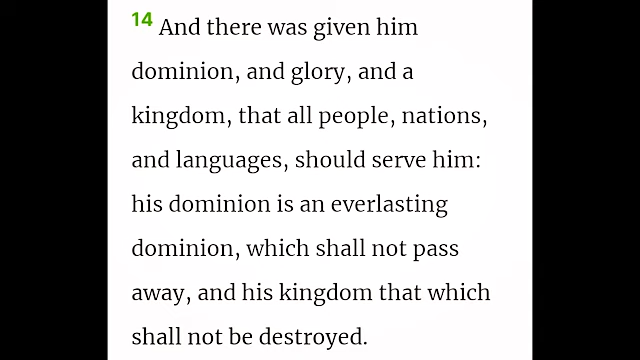 14 And there was given him
dominion, and glory, and a
kingdom, that all people, nations,
and languages, should serve him:
his dominion is an everlasting
dominion, which shall not pass
away, and his kingdom that which
shall not be destroyed.